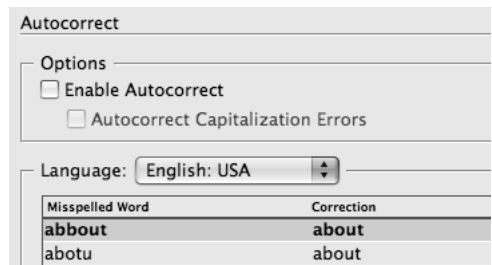 Autocorrect
Options
Enable Autocorrect
Autocorrect Capitalization Errors
Language: English: USA
Misspelled Word Correction
abbout about
abotu about